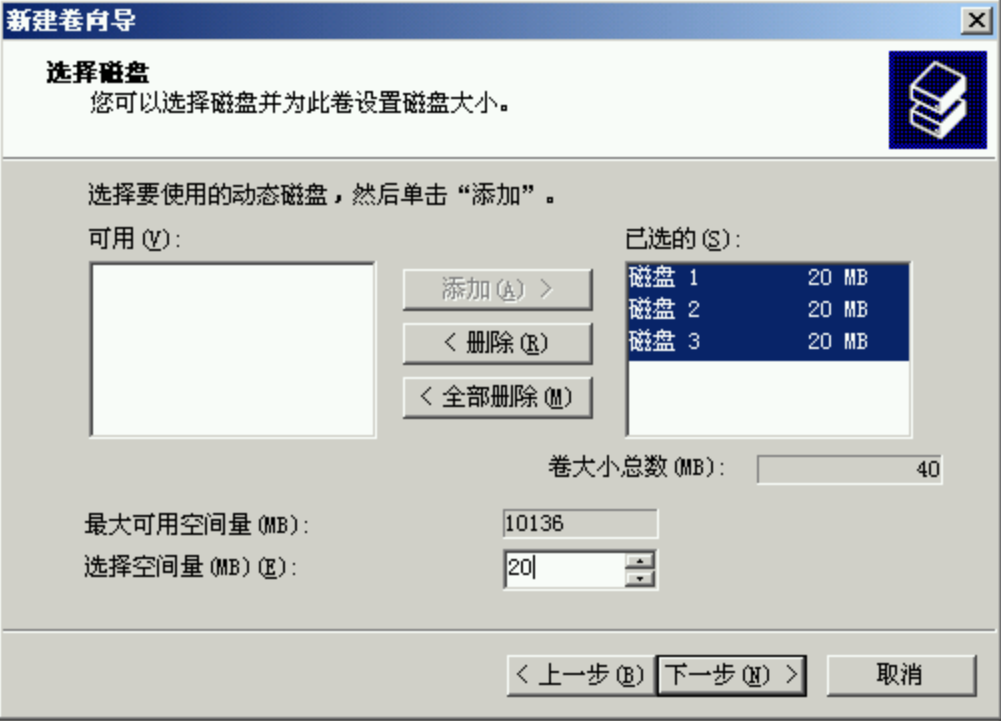 新建卷向导
选择磁盘
您可以选择磁盘并为此卷设置磁盘大小。
选择要使用的动态磁盘，然后单击“添加”。
可用(V):
已选的(S):
添加(A) >
< 删除(R)
< 全部删除(M)
磁盘 1 20 MB
磁盘 2 20 MB
磁盘 3 20 MB
卷大小总数(MB): 40
最大可用空间量(MB): 10136
选择空间量(MB)(E): 20
< 上一步(B) 下一步(N) > 取消